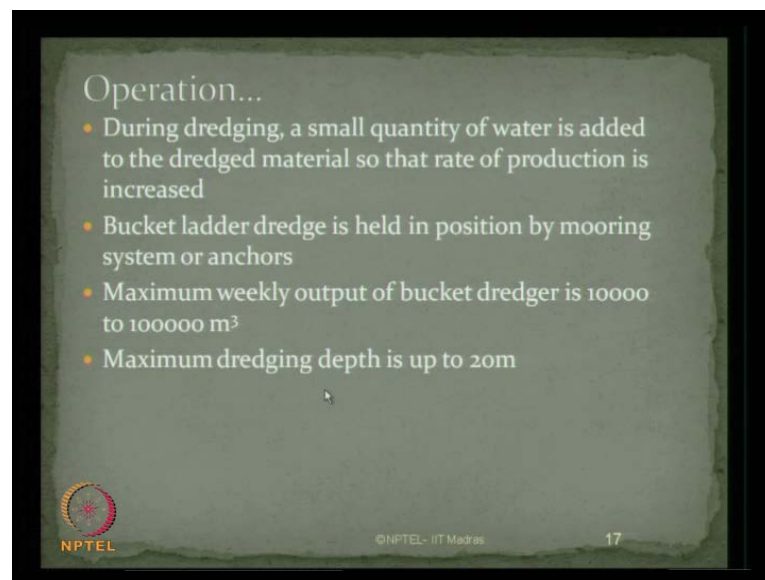 Operation...
• During dredging, a small quantity of water is added
to the dredged material so that rate of production is
increased
• Bucket ladder dredge is held in position by mooring
system or anchors
• Maximum weekly output of bucket dredger is 10000
to 100000 m³
• Maximum dredging depth is up to 20m
NPTEL
©NPTEL- IIT Madras
17